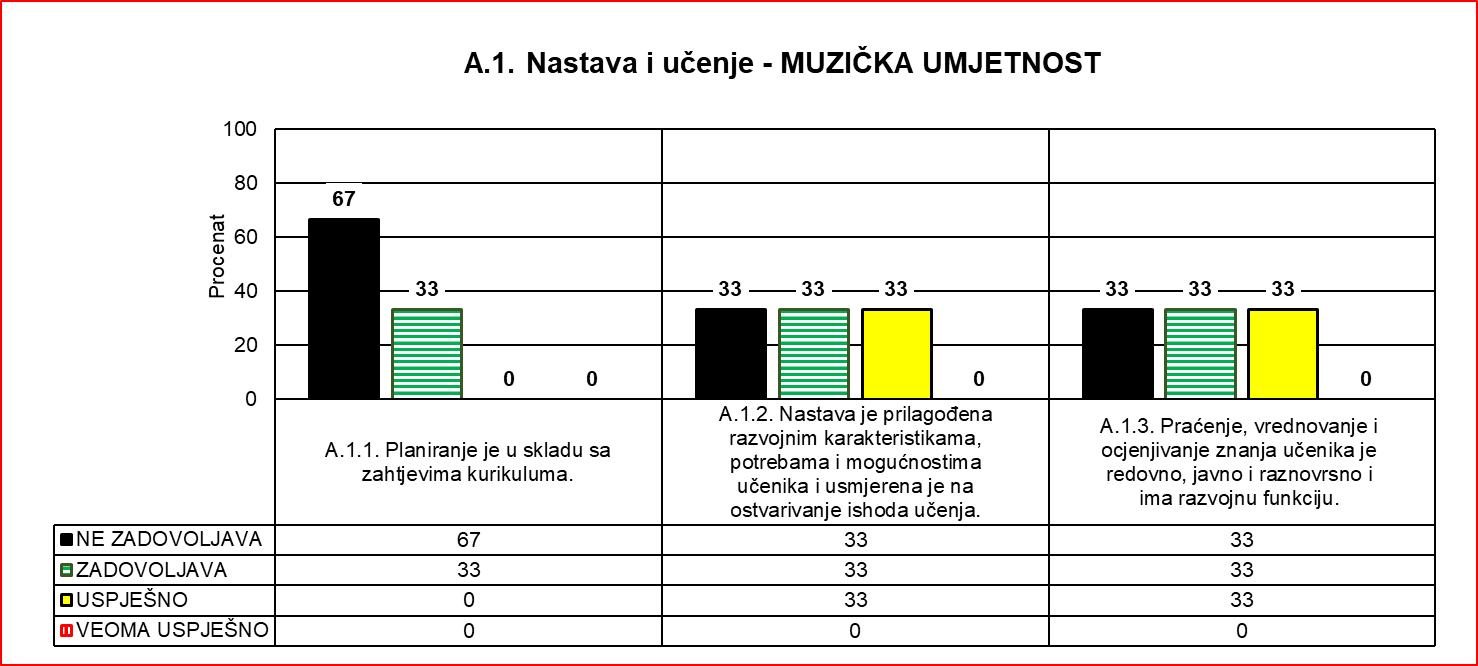 A.1. Nastava i učenje - MUZIČKA UMJETNOST
Procenat
100
80
60
40
20
0
67
33
0
0
33
33
33
0
33
33
33
0
A.1.1. Planiranje je u skladu sa
zahtjevima kurikuluma.
A.1.2. Nastava je prilagođena
razvojnim karakteristikama,
potrebama i mogućnostima
učenika i usmjerena je na
ostvarivanje ishoda učenja.
A.1.3. Praćenje, vrednovanje i
ocjenjivanje znanja učenika je
redovno, javno i raznovrsno i
ima razvojnu funkciju.
NE ZADOVOLJAVA 67 33 33
ZADOVOLJAVA 33 33 33
USPJEŠNO 0 33 33
VEOMA USPJEŠNO 0 0 0